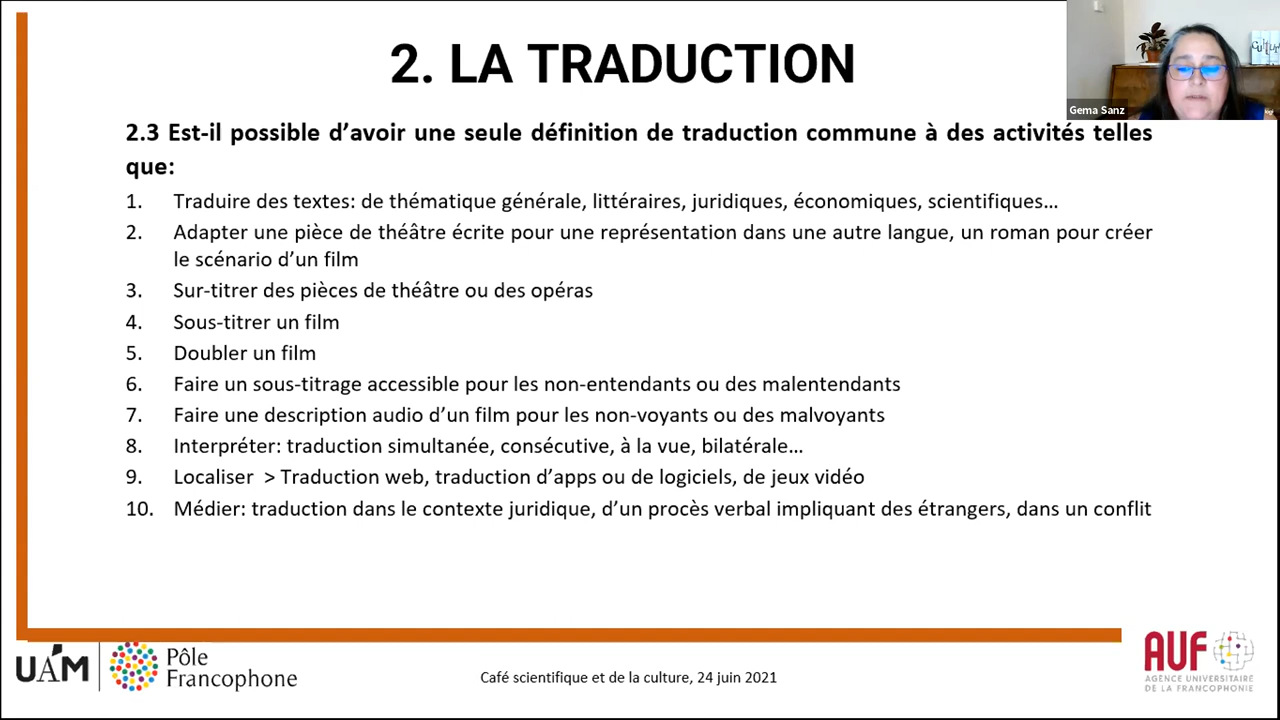 2. LA TRADUCTION
Gema Sanz
2.3 Est-il possible d’avoir une seule définition de traduction commune à des activités telles
que:
1. Traduire des textes: de thématique générale, littéraires, juridiques, économiques, scientifiques…
2. Adapter une pièce de théâtre écrite pour une représentation dans une autre langue, un roman pour créer
le scénario d’un film
3. Sur-titrer des pièces de théâtre ou des opéras
4. Sous-titrer un film
5. Doubler un film
6. Faire un sous-titrage accessible pour les non-entendants ou des malentendants
7. Faire une description audio d’un film pour les non-voyants ou des malvoyants
8. Interpréter: traduction simultanée, consécutive, à la vue, bilatérale…
9. Localiser > Traduction web, traduction d’apps ou de logiciels, de jeux vidéo
10. Médier: traduction dans le contexte juridique, d’un procès verbal impliquant des étrangers, dans un conflit
UAM
Pôle
Francophone
Café scientifique et de la culture, 24 juin 2021
AUF
AGENCE UNIVERSITAIRE
DE LA FRANCOPHONIE